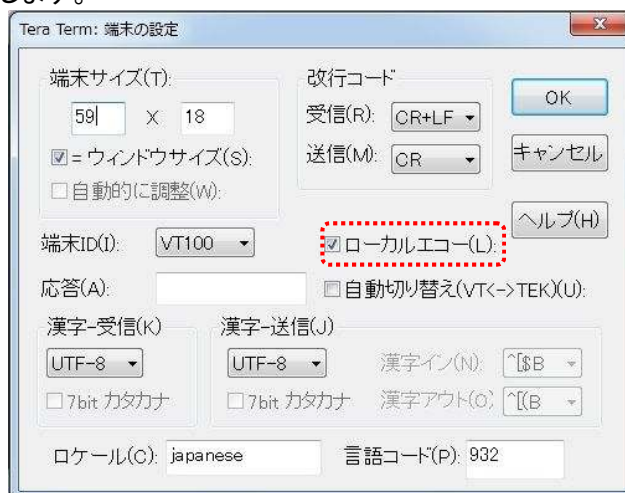 します。
Tera Term: 端末の設定
端末サイズ(T):
59 X 18
= ウィンドウサイズ(S):
自動的に調整(W):
改行コード
受信(R): CR+LF
送信(M): CR
OK
キャンセル
ヘルプ(H)
端末ID(I): VT100
ローカルエコー(L):
応答(A):
自動切り替え(VT<->TEK)(U):
漢字-受信(K)
UTF-8
7bit カタカナ
漢字-送信(J)
UTF-8
漢字イン(N): ^[$B
7bit カタカナ
漢字アウト(O) ^[(B
ロケール(C): japanese
言語コード(P): 932